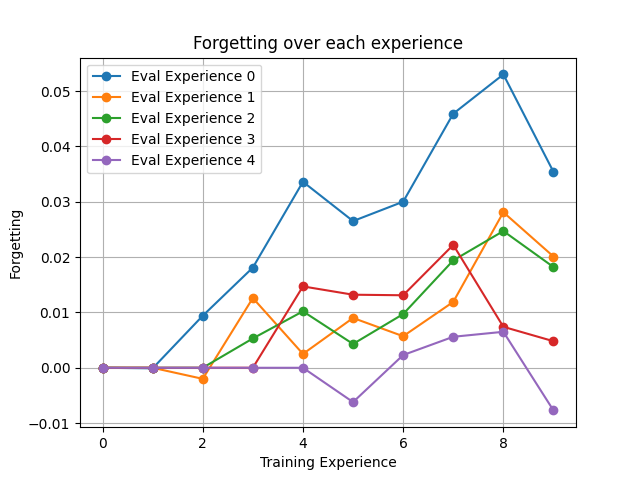 Forgetting over each experience
Eval Experience 0
Eval Experience 1
Eval Experience 2
Eval Experience 3
Eval Experience 4
0.05
0.04
0.03
0.02
0.01
0.00
−0.01
Forgetting
0 2 4 6 8
Training Experience